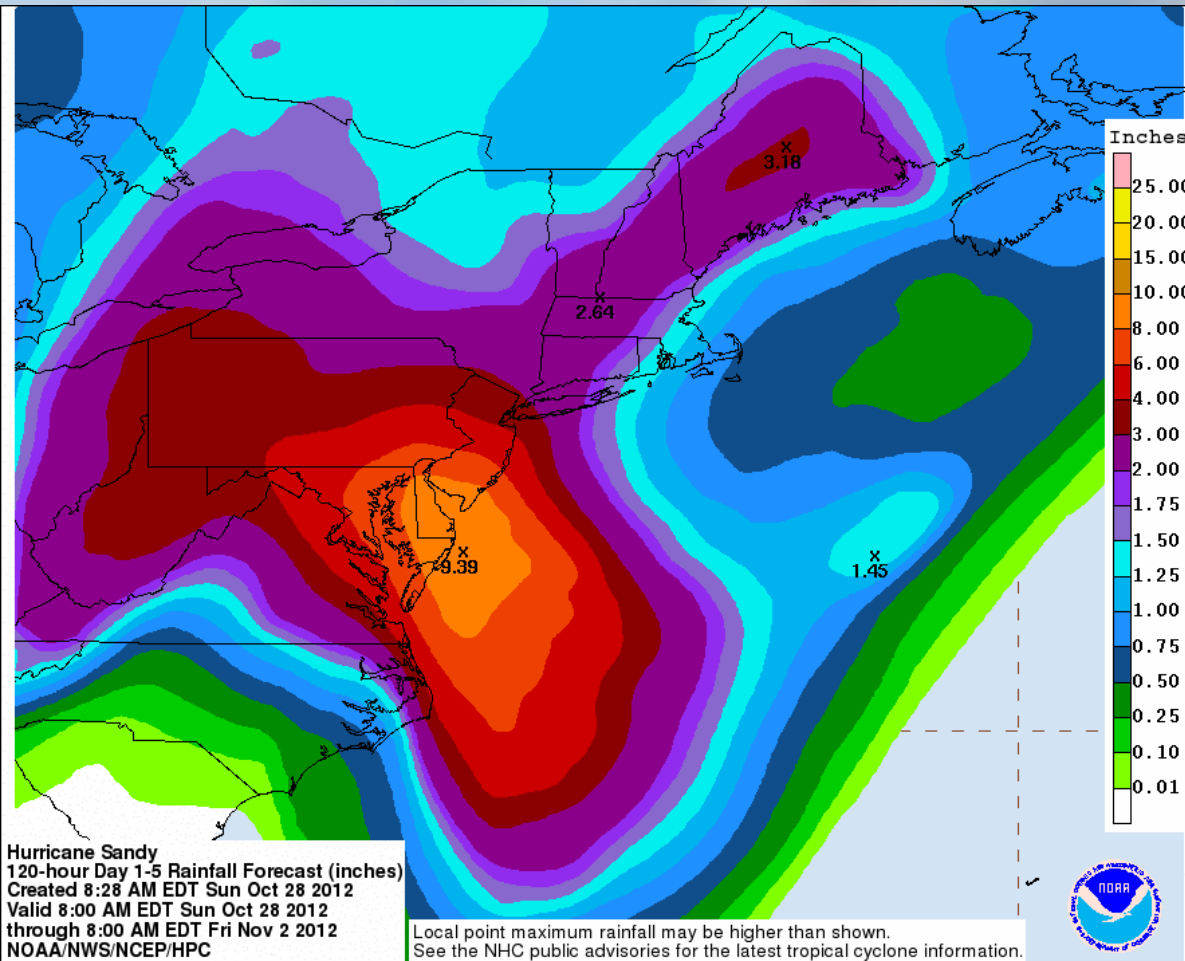 Inches
25.00
20.00
15.00
10.00
8.00
6.00
4.00
3.00
2.00
1.75
1.50
1.25
1.00
0.75
0.50
0.25
0.10
0.01
x
3.18
x
2.64
x
9.39
x
1.45
Hurricane Sandy
120-hour Day 1-5 Rainfall Forecast (inches)
Created 8:28 AM EDT Sun Oct 28 2012
Valid 8:00 AM EDT Sun Oct 28 2012
through 8:00 AM EDT Fri Nov 2 2012
NOAA/NWS/NCEP/HPC
Local point maximum rainfall may be higher than shown.
See the NHC public advisories for the latest tropical cyclone information.
NOAA